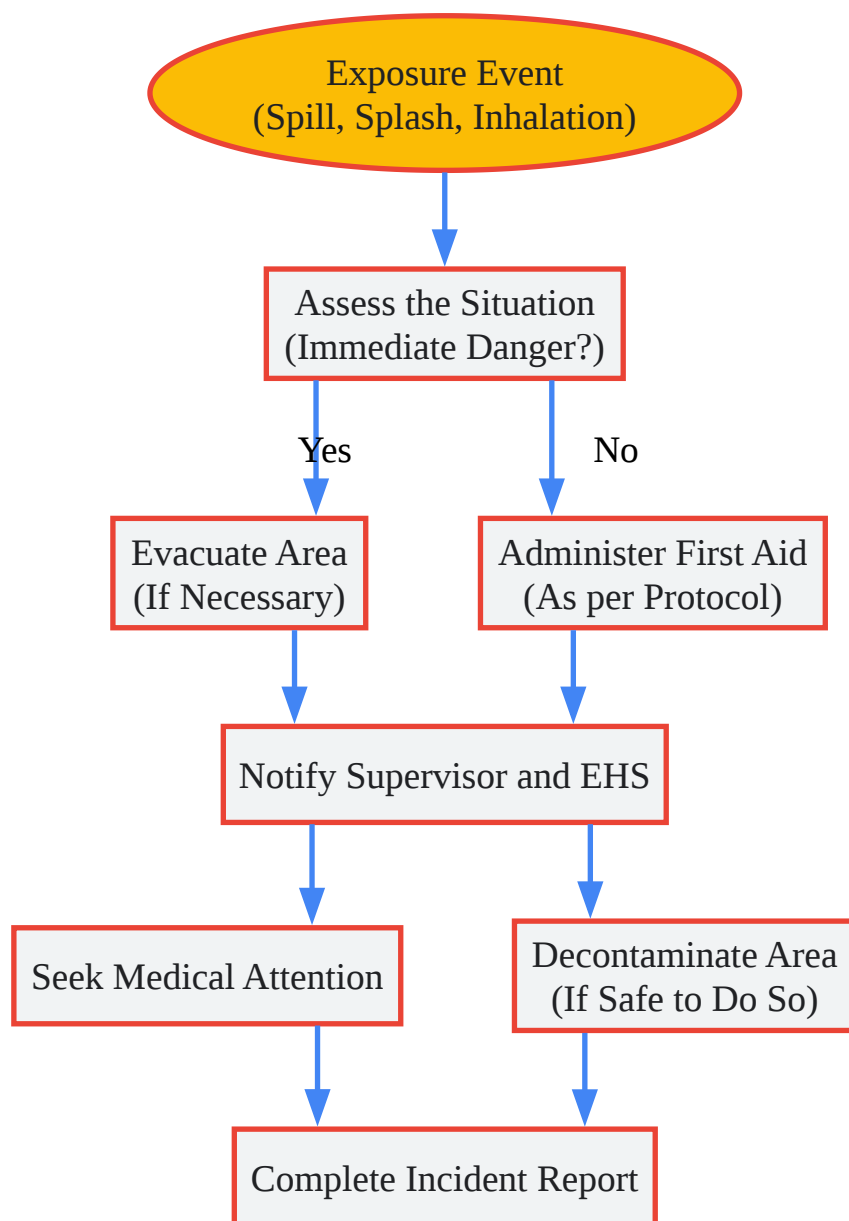 Exposure Event
(Spill, Splash, Inhalation)
Assess the Situation
(Immediate Danger?)
Yes
No
Evacuate Area
(If Necessary)
Administer First Aid
(As per Protocol)
Notify Supervisor and EHS
Seek Medical Attention
Decontaminate Area
(If Safe to Do So)
Complete Incident Report